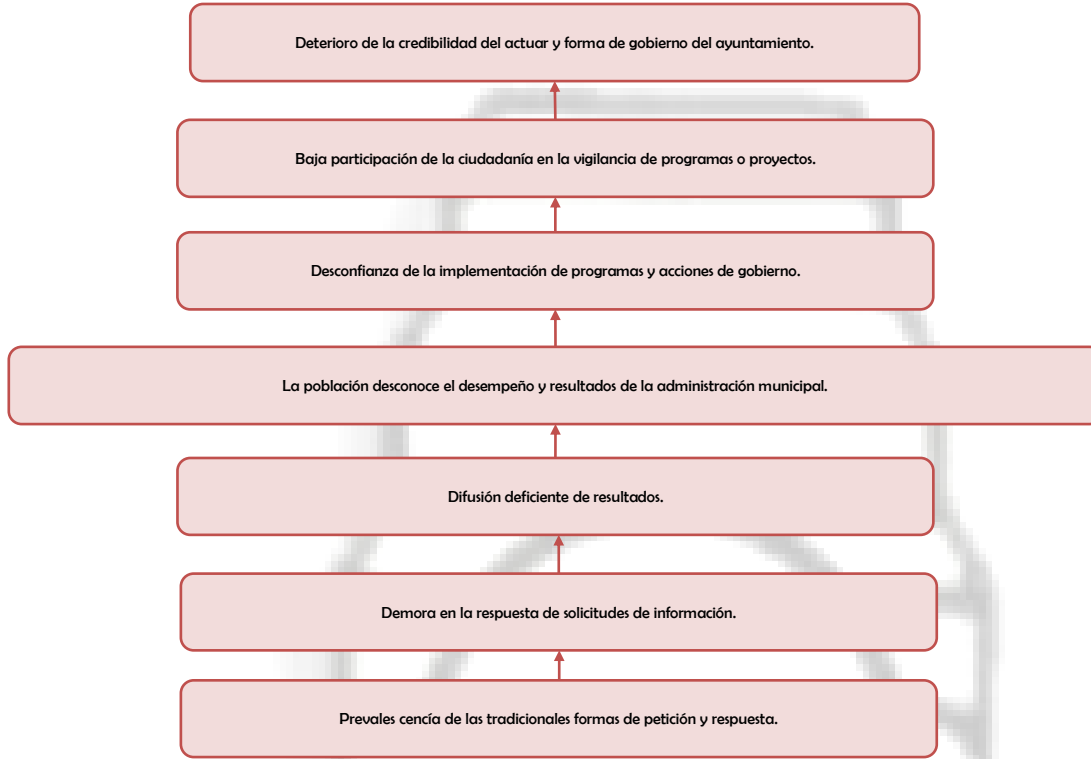 Deterioro de la credibilidad del actuar y forma de gobierno del ayuntamiento.
Baja participación de la ciudadanía en la vigilancia de programas o proyectos.
Desconfianza de la implementación de programas y acciones de gobierno.
La población desconoce el desempeño y resultados de la administración municipal.
Difusión deficiente de resultados.
Demora en la respuesta de solicitudes de información.
Prevales cencía de las tradicionales formas de petición y respuesta.